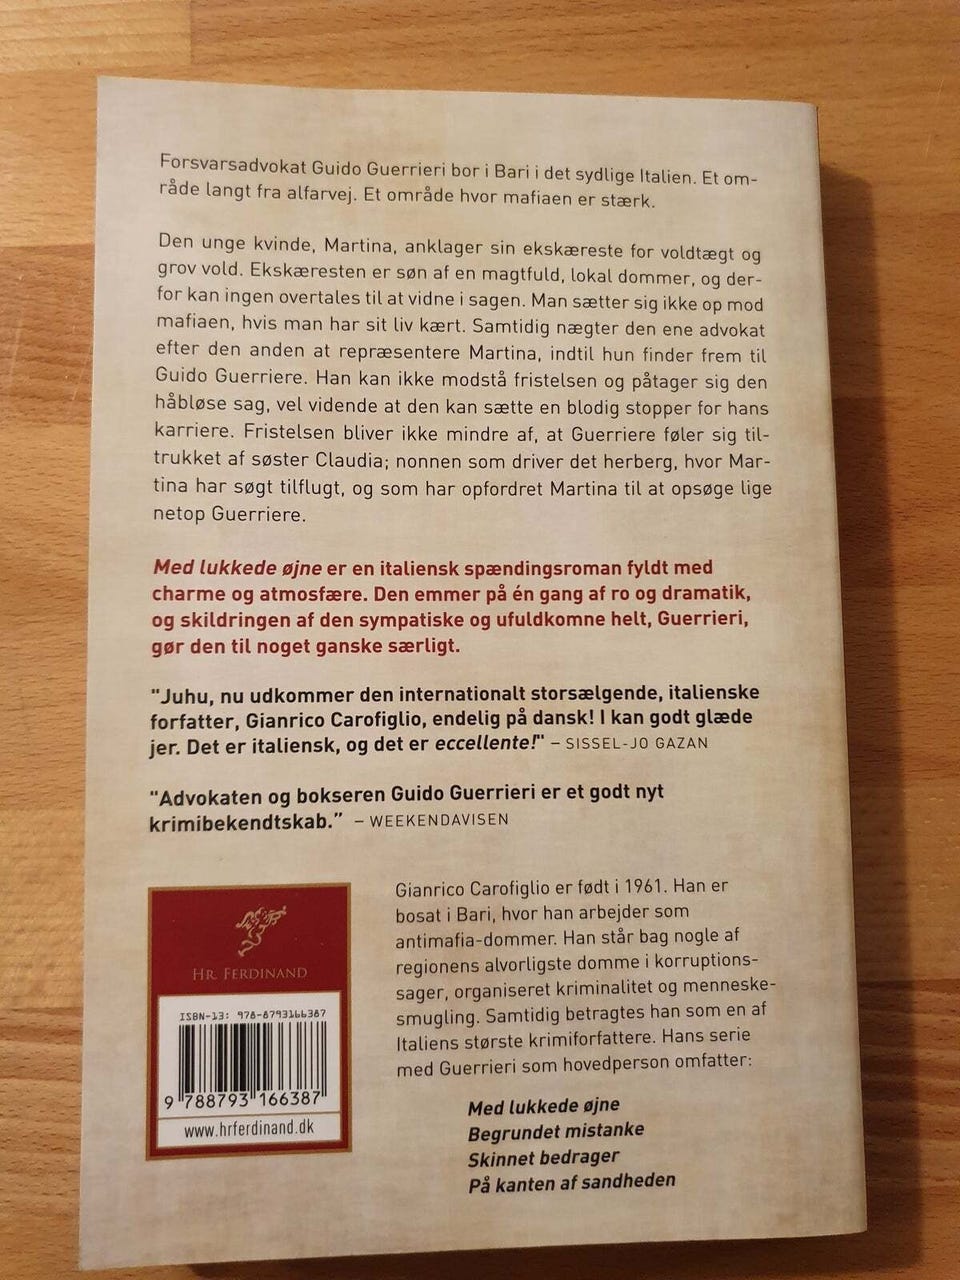 Forsvarsadvokat Guido Guerrieri bor i Bari i det sydlige Italien. Et om-
råde langt fra alfarvej. Et område hvor mafiaen er stærk.
Den unge kvinde, Martina, anklager sin ekskæreste for voldtægt og
grov vold. Ekskæresten er søn af en magtfuld, lokal dommer, og der-
for kan ingen overtales til at vidne i sagen. Man sætter sig ikke op mod
mafiaen, hvis man har sit liv kært. Samtidig nægter den ene advokat
efter den anden at repræsentere Martina, indtil hun finder frem til
Guido Guerriere. Han kan ikke modstå fristelsen og påtager sig den
håbløse sag, vel vidende at den kan sætte en blodig stopper for hans
karriere. Fristelsen bliver ikke mindre af, at Guerriere føler sig til-
trukket af søster Claudia; nonnen som driver det herberg, hvor Mar-
tina har søgt tilflugt, og som har opfordret Martina til at opsøge lige
netop Guerriere.
Med lukkede øjne er en italiensk spændingsroman fyldt med
charme og atmosfære. Den emmer på én gang af ro og dramatik,
og skildringen af den sympatiske og ufuldkomne helt, Guerrieri,
gør den til noget ganske særligt.
"Juhu, nu udkommer den internationalt storsælgende, italienske
forfatter, Gianrico Carofiglio, endelig på dansk! I kan godt glæde
jer. Det er italiensk, og det er eccellente!" – SISSEL-JO GAZAN
"Advokaten og bokseren Guido Guerrieri er et godt nyt
krimibekendtskab." – WEEKENDAVISEN
Gianrico Carofiglio er født i 1961. Han er
bosat i Bari, hvor han arbejder som
antimafia-dommer. Han står bag nogle af
regionens alvorligste domme i korruptions-
sager, organiseret kriminalitet og menneske-
smugling. Samtidig betragtes han som en af
Italiens største krimiforfattere. Hans serie
med Guerrieri som hovedperson omfatter:
Med lukkede øjne
Begrundet mistanke
Skinnet bedrager
På kanten af sandheden
HR. FERDINAND
ISBN-13: 978-8793166387
9 788793 166387
www.hrferdinand.dk